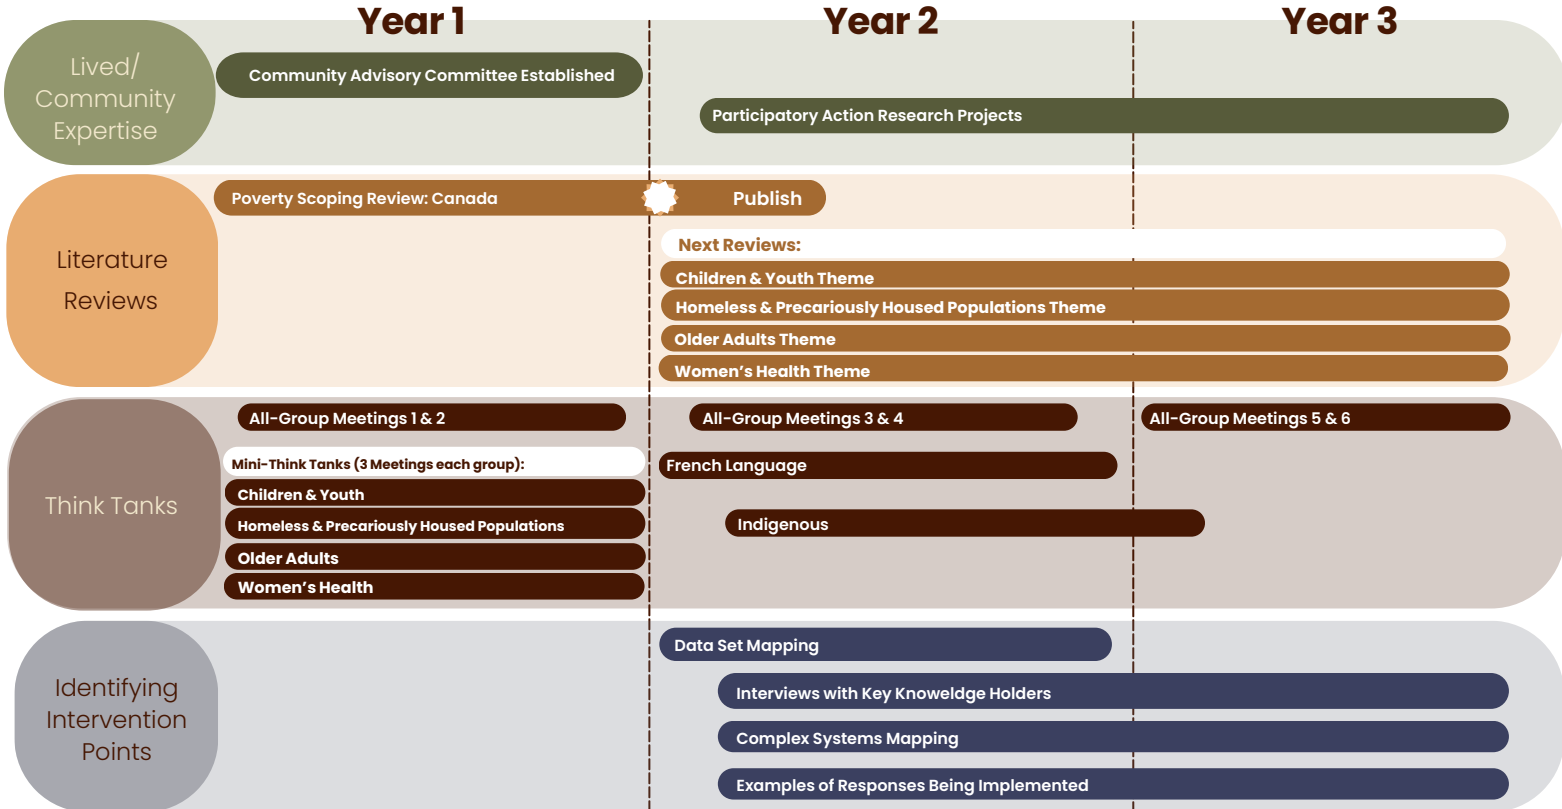 Year 1
Year 2
Year 3
Lived/
Community
Expertise
Community Advisory Committee Established
Participatory Action Research Projects
Literature
Reviews
Poverty Scoping Review: Canada
Publish
Next Reviews:
Children & Youth Theme
Homeless & Precariously Housed Populations Theme
Older Adults Theme
Women's Health Theme
Think Tanks
All-Group Meetings 1 & 2
All-Group Meetings 3 & 4
All-Group Meetings 5 & 6
Mini-Think Tanks (3 Meetings each group):
Children & Youth
Homeless & Precariously Housed Populations
Older Adults
Women's Health
French Language
Indigenous
Identifying
Intervention
Points
Data Set Mapping
Interviews with Key Knoweldge Holders
Complex Systems Mapping
Examples of Responses Being Implemented